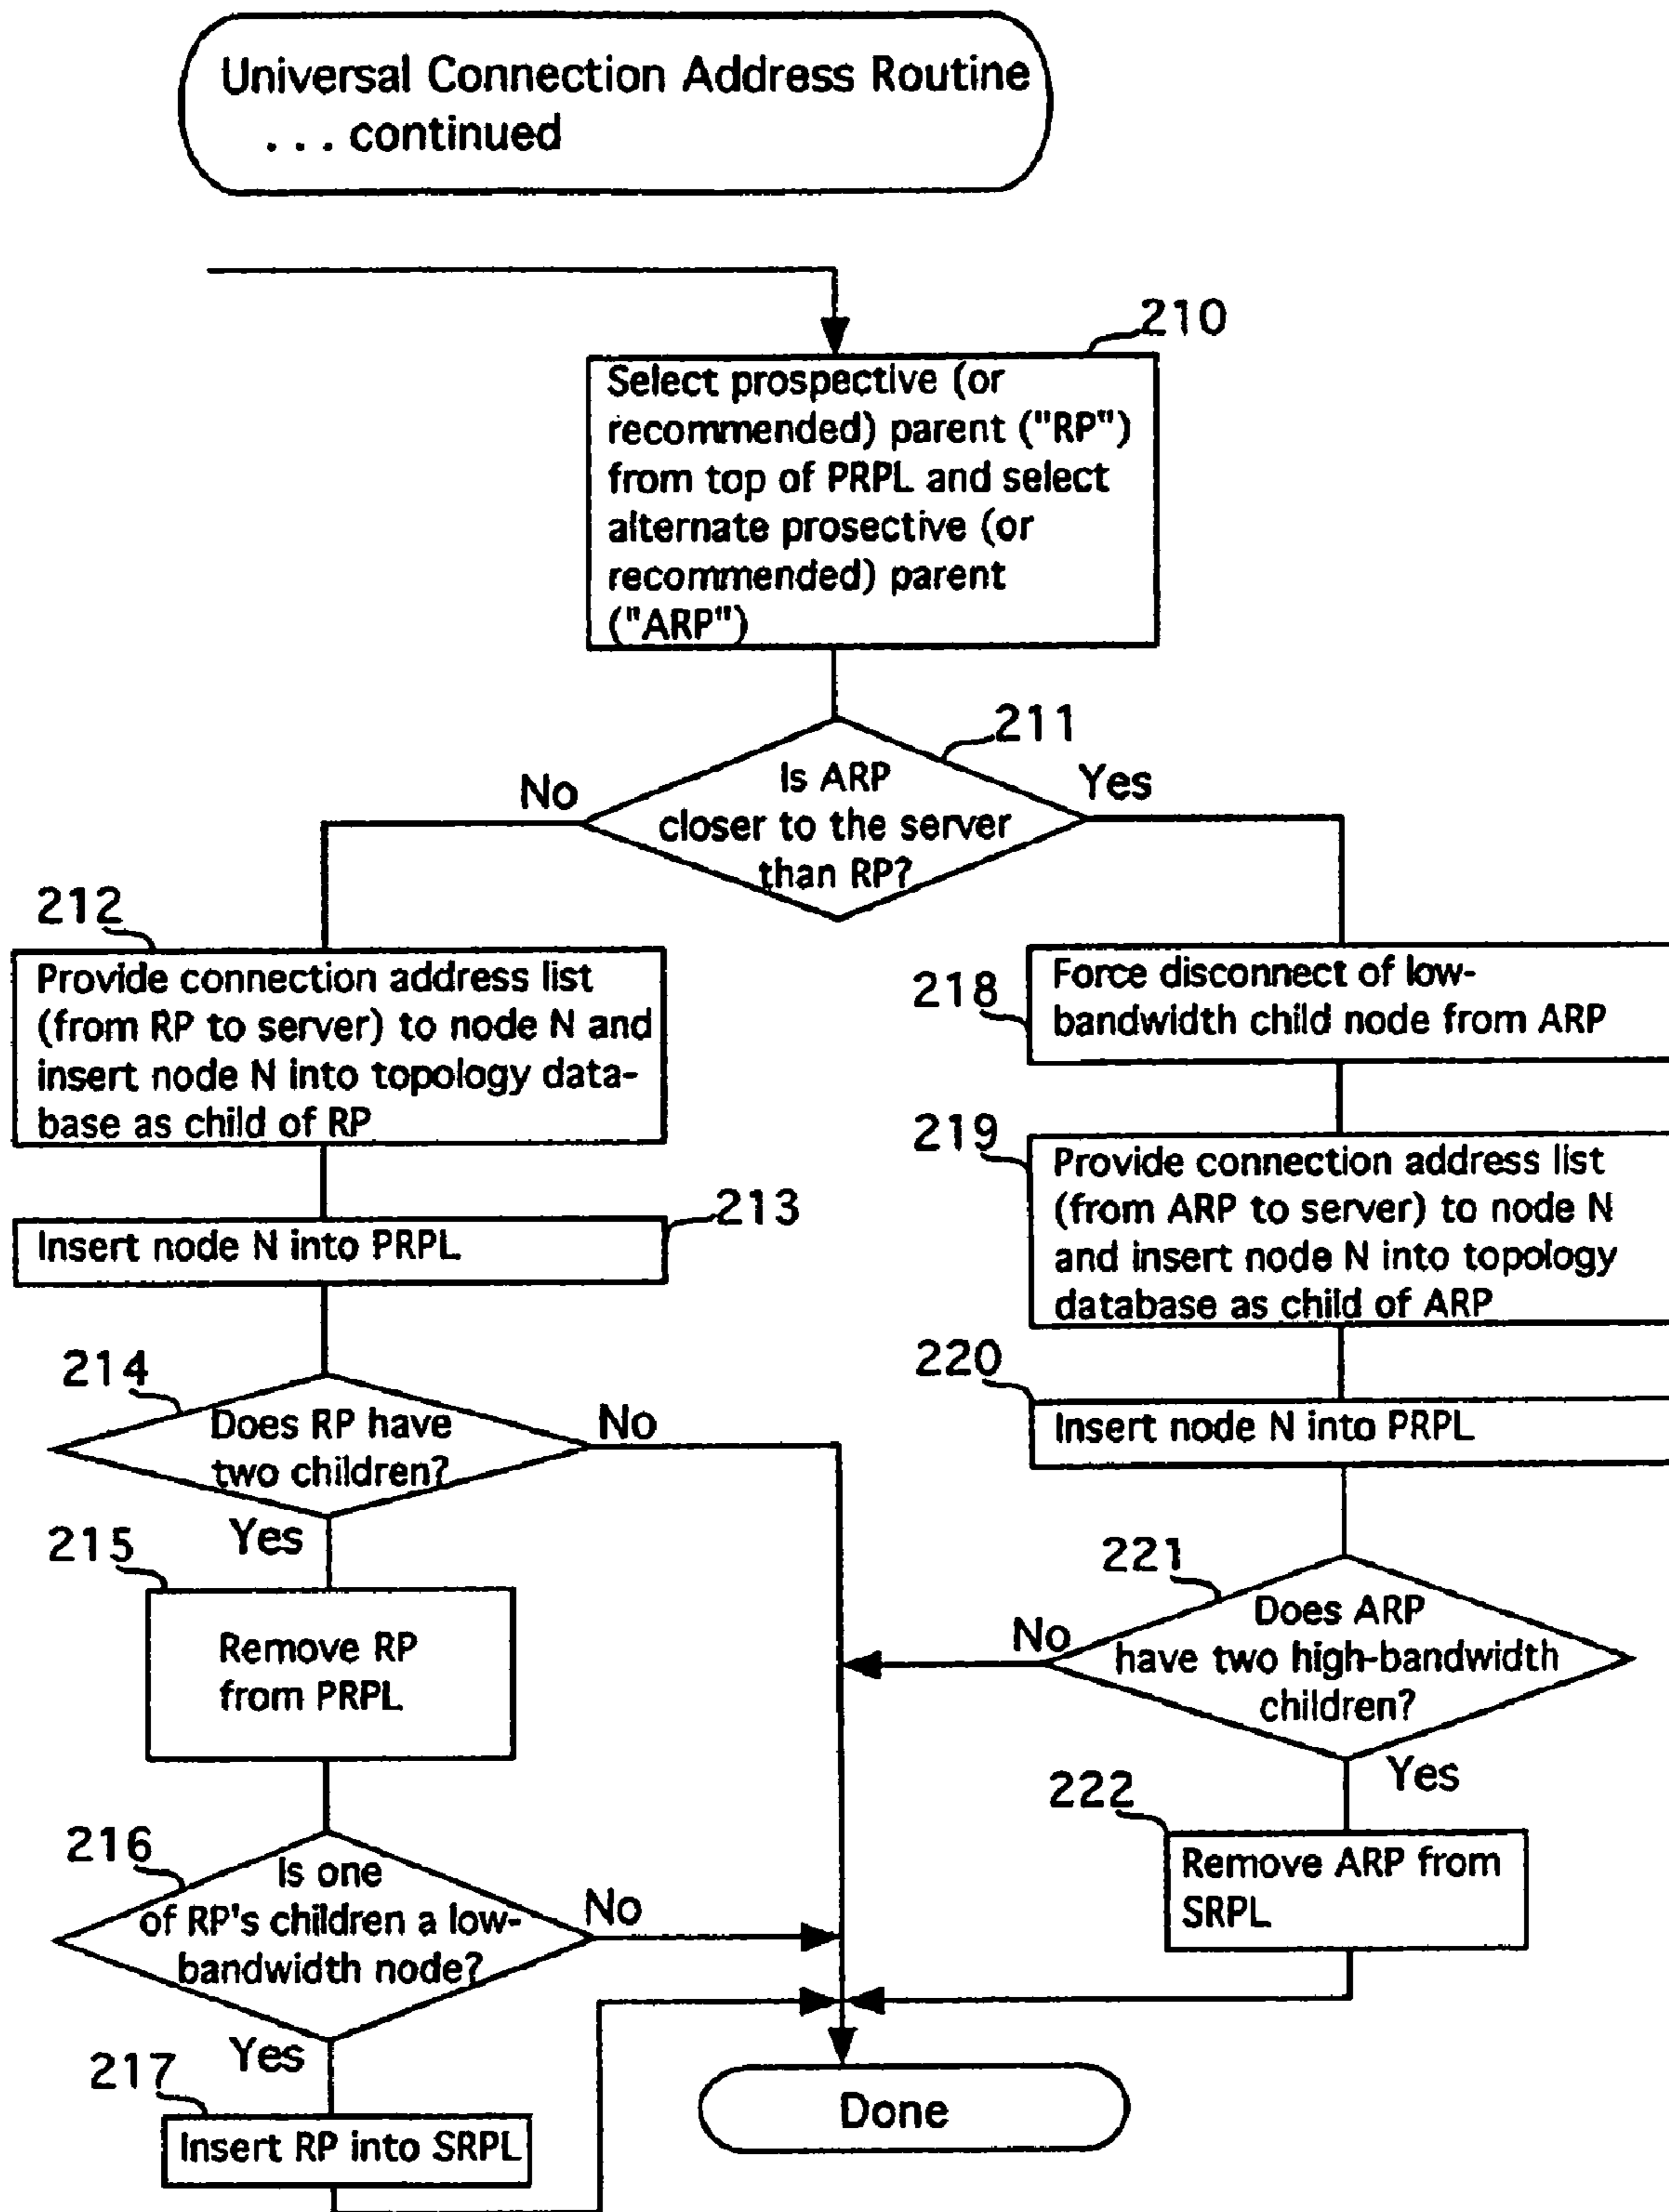 Universal Connection Address Routine
. . . continued
210
Select prospective (or
recommended) parent ("RP")
from top of PRPL and select
alternate prosective (or
recommended) parent
("ARP")
211
Is ARP
closer to the server
than RP?
No
Yes
212
Provide connection address list
(from RP to server) to node N and
insert node N into topology data-
base as child of RP
213
Insert node N into PRPL
214
Does RP have
two children?
No
Yes
215
Remove RP
from PRPL
216
Is one
of RP's children a low-
bandwidth node?
No
Yes
217
Insert RP into SRPL
218
Force disconnect of low-
bandwidth child node from ARP
219
Provide connection address list
(from ARP to server) to node N
and insert node N into topology
database as child of ARP
220
Insert node N into PRPL
221
Does ARP
have two high-bandwidth
children?
No
Yes
222
Remove ARP from
SRPL
Done